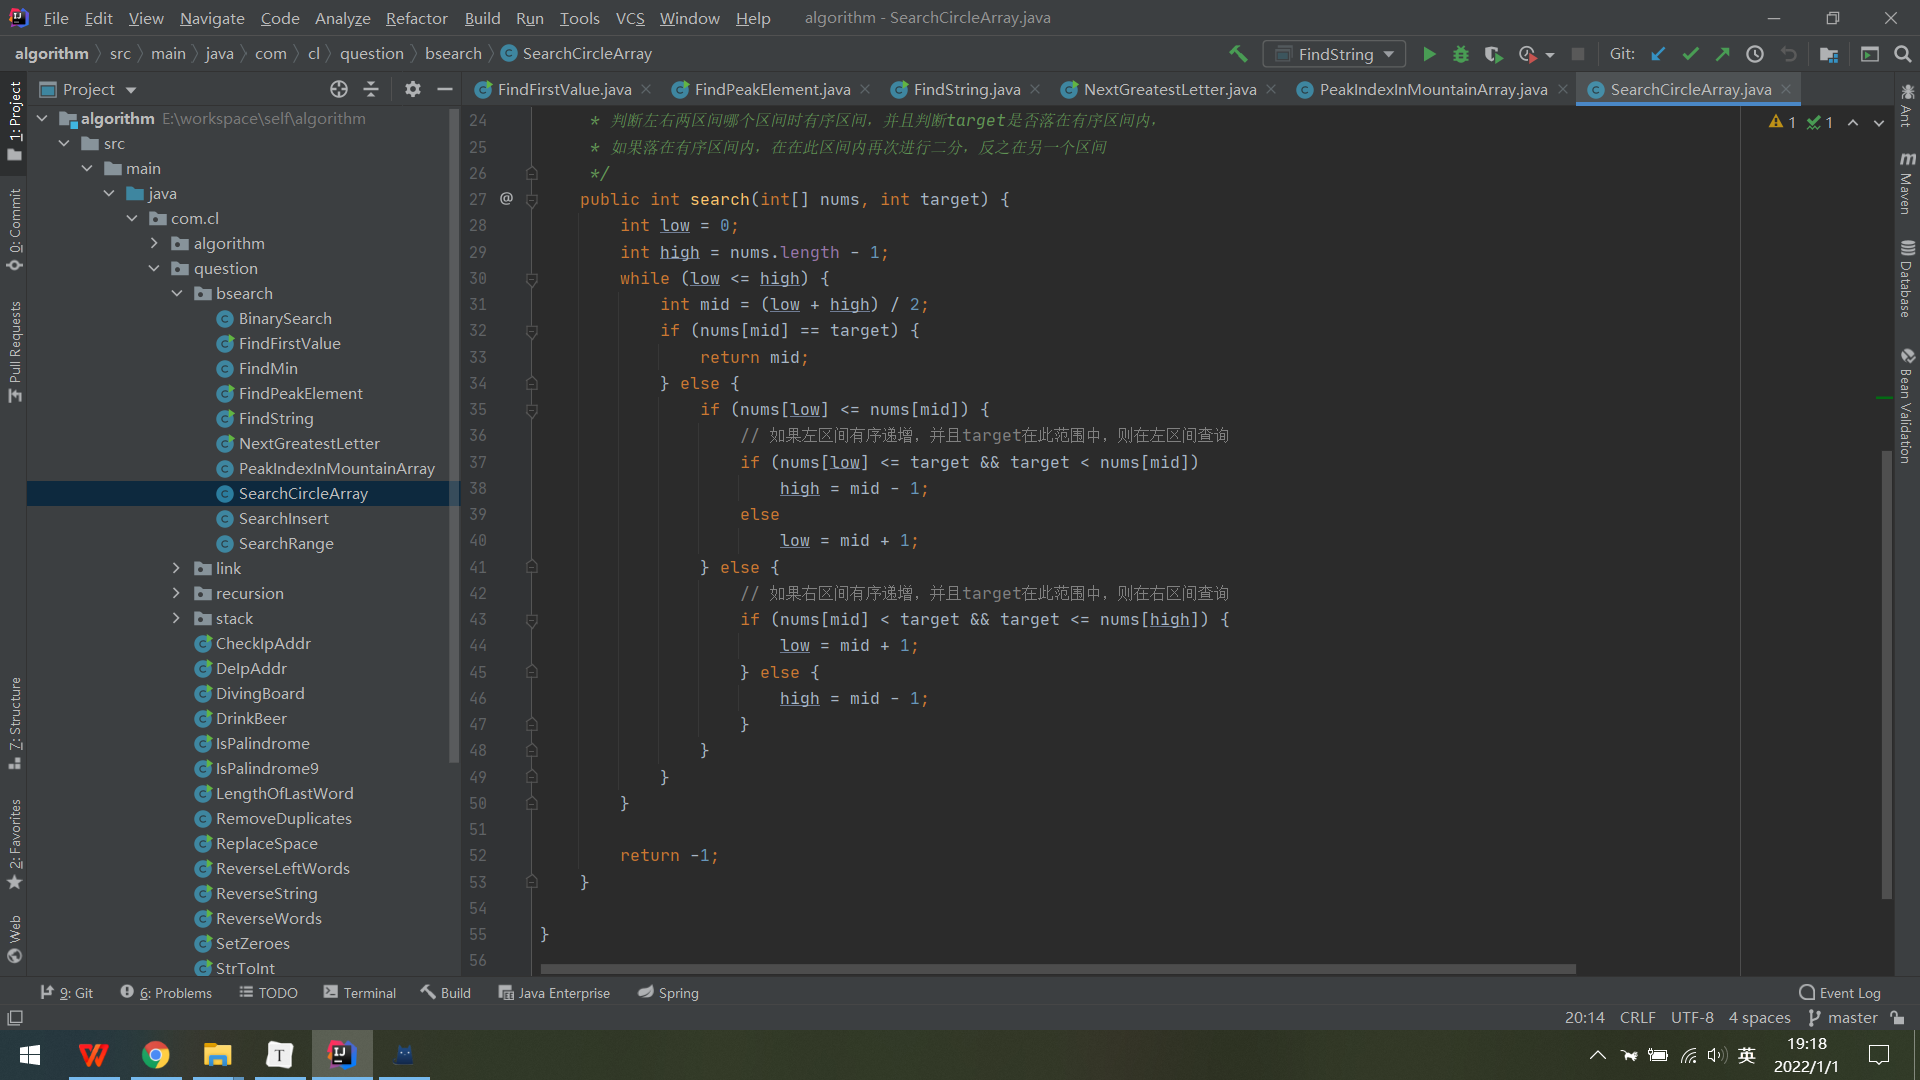 File Edit View Navigate Code Analyze Refactor Build Run Tools VCS Window Help algorithm - SearchCircleArray.java
algorithm src main java com cl question bsearch SearchCircleArray FindString Git:
Project
FindFirstValue.java FindPeakElement.java FindString.java NextGreatestLetter.java PeakIndexInMountainArray.java SearchCircleArray.java
1: Project
0: Commit
Pull Requests
7: Structure
2: Favorites
Web
algorithm E:\workspace\self\algorithm
src
main
java
com.cl
algorithm
question
bsearch
BinarySearch
FindFirstValue
FindMin
FindPeakElement
FindString
NextGreatestLetter
PeakIndexInMountainArray
SearchCircleArray
SearchInsert
SearchRange
link
recursion
stack
CheckIpAddr
DeIpAddr
DivingBoard
DrinkBeer
IsPalindrome
IsPalindrome9
LengthOfLastWord
RemoveDuplicates
ReplaceSpace
ReverseLeftWords
ReverseString
ReverseWords
SetZeroes
StrToInt
24 * 判断左右两区间哪个区间时有序区间，并且判断target是否落在有序区间内，
25 * 如果落在有序区间内，在在此区间内再次进行二分，反之在另一个区间
26 */
27 @ public int search(int[] nums, int target) {
28 int low = 0;
29 int high = nums.length - 1;
30 while (low <= high) {
31 int mid = (low + high) / 2;
32 if (nums[mid] == target) {
33 return mid;
34 } else {
35 if (nums[low] <= nums[mid]) {
36 // 如果左区间有序递增，并且target在此范围中，则在左区间查询
37 if (nums[low] <= target && target < nums[mid])
38 high = mid - 1;
39 else
40 low = mid + 1;
41 } else {
42 // 如果右区间有序递增，并且target在此范围中，则在右区间查询
43 if (nums[mid] < target && target <= nums[high]) {
44 low = mid + 1;
45 } else {
46 high = mid - 1;
47 }
48 }
49 }
50 }
51
52 return -1;
53 }
54
55 }
56
1 1
Ant
Maven
Database
Bean Validation
9: Git 6: Problems TODO Terminal Build Java Enterprise Spring Event Log
20:14 CRLF UTF-8 4 spaces master
英
19:18
2022/1/1